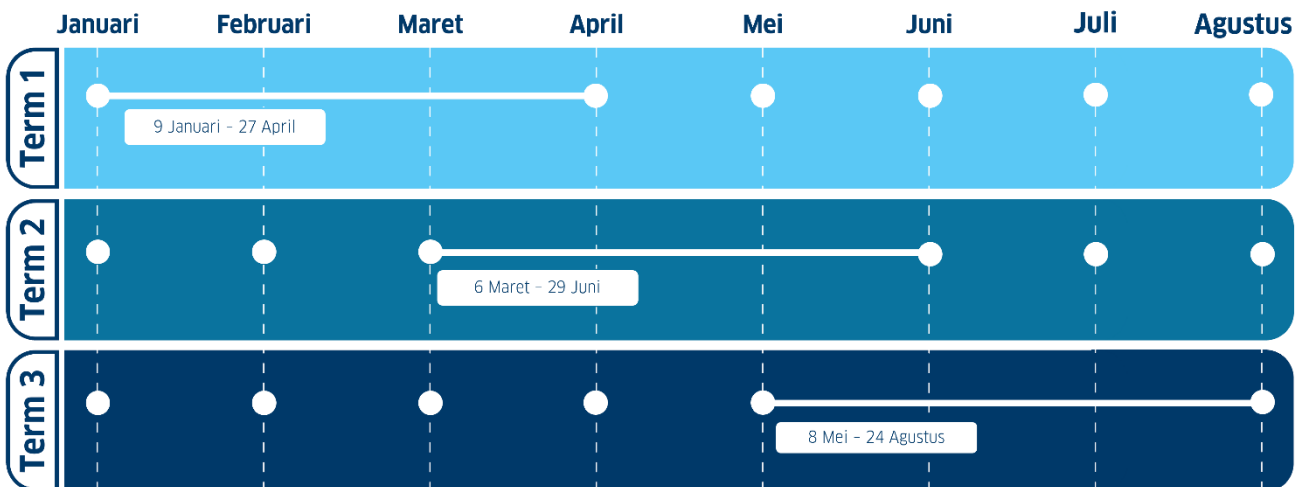 Januari Februari Maret April Mei Juni Juli Agustus
Term 1
9 Januari - 27 April
Term 2
6 Maret - 29 Juni
Term 3
8 Mei - 24 Agustus